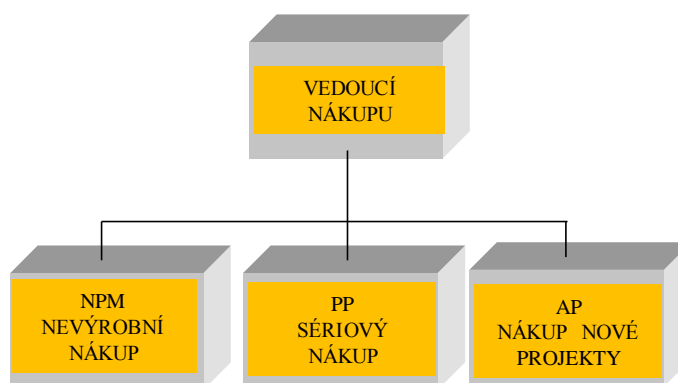 VEDOUCÍ
NÁKUPU
NPM
NEVÝROBNÍ
NÁKUP
PP
SÉRIOVÝ
NÁKUP
AP
NÁKUP NOVÉ
PROJEKTY